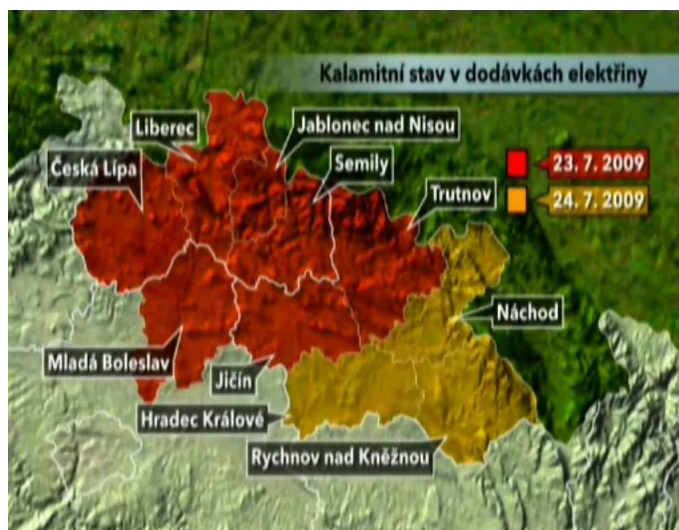 Kalamitní stav v dodávkách elektřiny
Liberec
Jablonec nad Nisou
Česká Lípa
Semily
23. 7. 2009
Trutnov
24. 7. 2009
Náchod
Mladá Boleslav
Jičín
Hradec Králové
Rychnov nad Kněžnou